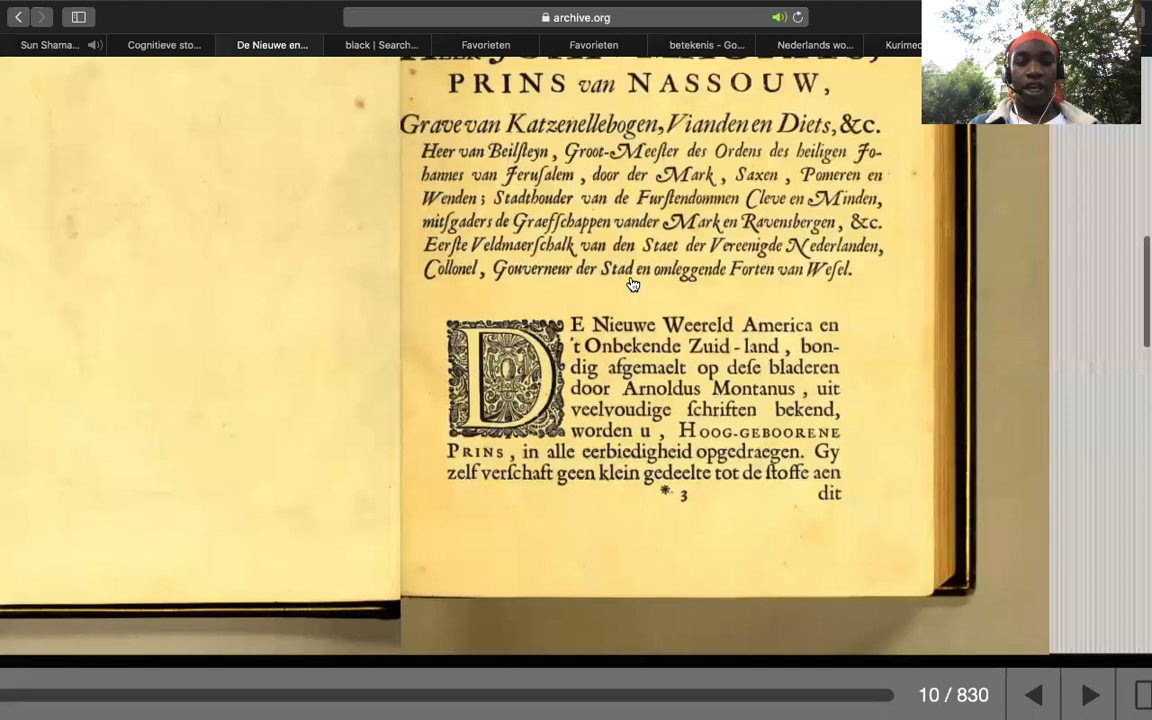 archive.org
Sun Shama...
Cognitieve sto...
De Nieuwe en...
black | Search...
Favorieten
Favorieten
betekenis - Go...
Nederlands wo...
PRINS van NASSOUW,
Grave van Katzenellebogen, Vianden en Diets, &c.
Heer van Beilſteyn, Groot-Meeſter des Ordens des heiligen Jo-
hannes van Jeruſalem, door der Mark, Saxen, Pomeren en
Wenden; Stadthouder van de Furſtendommen Cleve en Minden,
mitſgaders de Graefſchappen vander Mark en Ravensbergen, &c.
Eerſte Veldmaerſchalk van den Staet der Vereenigde Nederlanden,
Collonel, Gouverneur der Stad en omleggende Forten van Weſel.
DE Nieuwe Weereld America en
't Onbekende Zuid-land, bon-
dig afgemaelt op deſe bladeren
door Arnoldus Montanus, uit
veelvoudige ſchriften bekend,
worden u, HOOG-GEBOORENE
PRINS, in alle eerbiedigheid opgedraegen. Gy
zelf verſchaft geen klein gedeelte tot de ſtoffe aen
* 3 dit
10 / 830